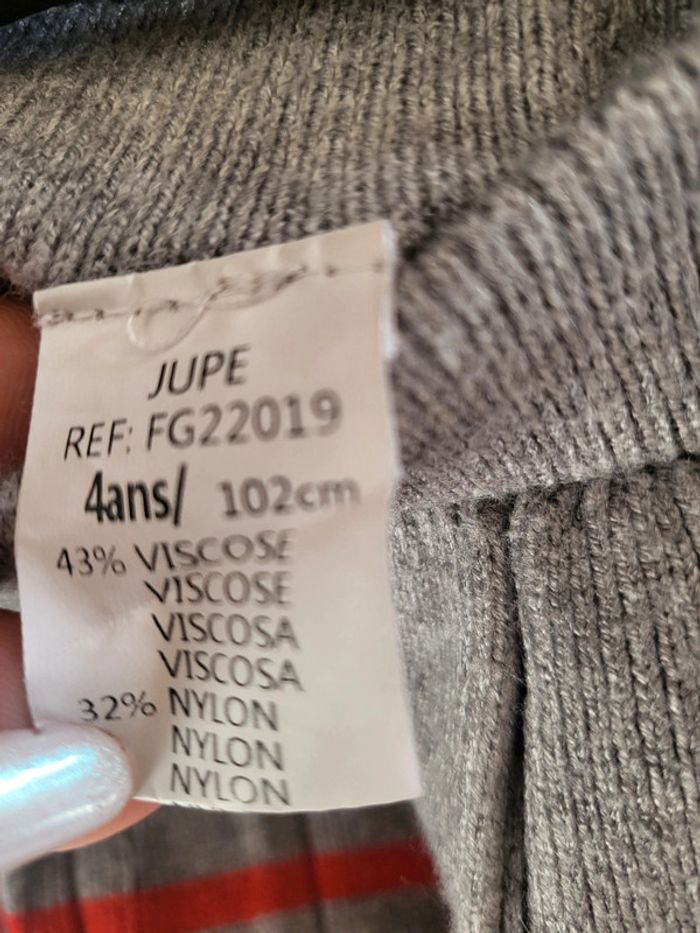 JUPE
REF: FG22019
4ans/ 102cm
43% VISCOSE
VISCOSE
VISCOSA
VISCOSA
32% NYLON
NYLON
NYLON